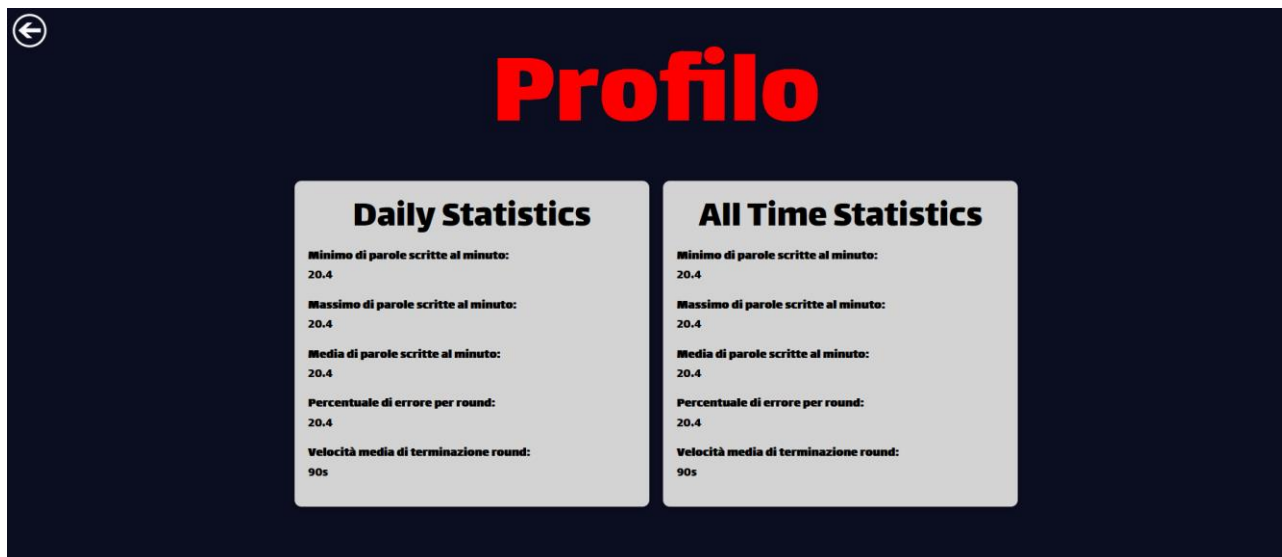 Profilo
Daily Statistics
Minimo di parole scritte al minuto:
20.4
Massimo di parole scritte al minuto:
20.4
Media di parole scritte al minuto:
20.4
Percentuale di errore per round:
20.4
Velocità media di terminazione round:
90s
All Time Statistics
Minimo di parole scritte al minuto:
20.4
Massimo di parole scritte al minuto:
20.4
Media di parole scritte al minuto:
20.4
Percentuale di errore per round:
20.4
Velocità media di terminazione round:
90s